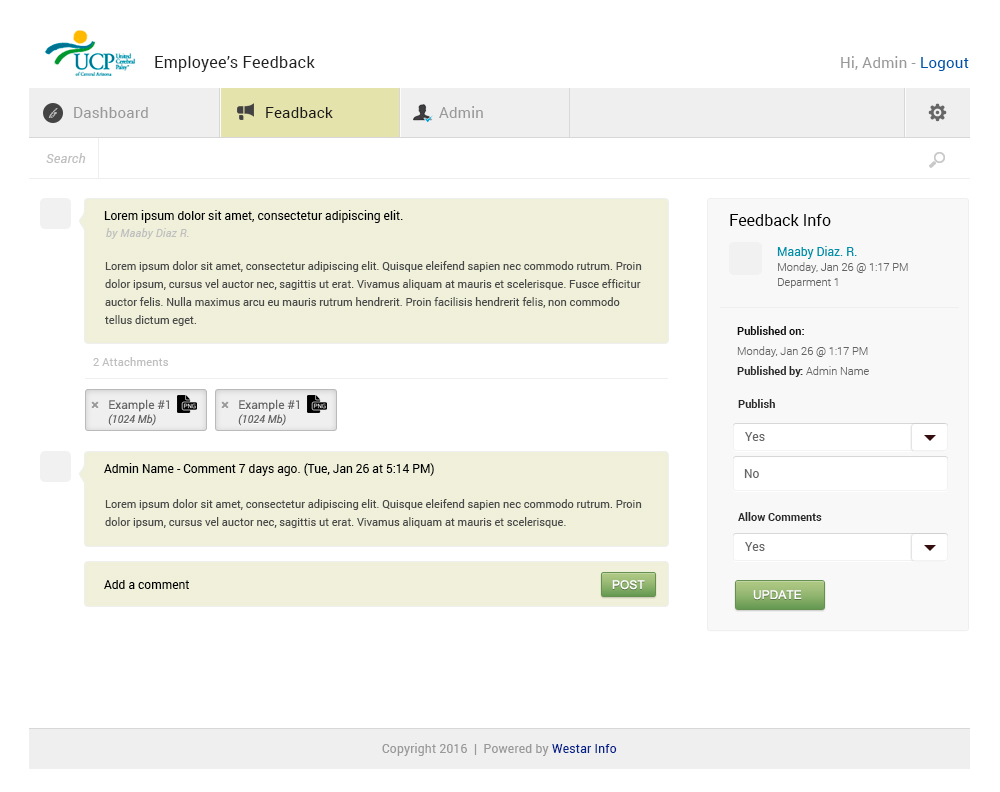 UCP United Cerebral Palsy
of Central Arizona
Employee's Feedback
Hi, Admin - Logout
Dashboard
Feadback
Admin
Search
Lorem ipsum dolor sit amet, consectetur adipiscing elit.
by Maaby Diaz R.
Lorem ipsum dolor sit amet, consectetur adipiscing elit. Quisque eleifend sapien nec commodo rutrum. Proin
dolor ipsum, cursus vel auctor nec, sagittis ut erat. Vivamus aliquam at mauris et scelerisque. Fusce efficitur
auctor felis. Nulla maximus arcu eu mauris rutrum hendrerit. Proin facilisis hendrerit felis, non commodo
tellus dictum eget.
2 Attachments
× Example #1 PNG
(1024 Mb)
× Example #1 PNG
(1024 Mb)
Admin Name - Comment 7 days ago. (Tue, Jan 26 at 5:14 PM)
Lorem ipsum dolor sit amet, consectetur adipiscing elit. Quisque eleifend sapien nec commodo rutrum. Proin
dolor ipsum, cursus vel auctor nec, sagittis ut erat. Vivamus aliquam at mauris et scelerisque.
Add a comment
POST
Feedback Info
Maaby Diaz. R.
Monday, Jan 26 @ 1:17 PM
Deparment 1
Published on:
Monday, Jan 26 @ 1:17 PM
Published by: Admin Name
Publish
Yes
No
Allow Comments
Yes
UPDATE
Copyright 2016 | Powered by Westar Info